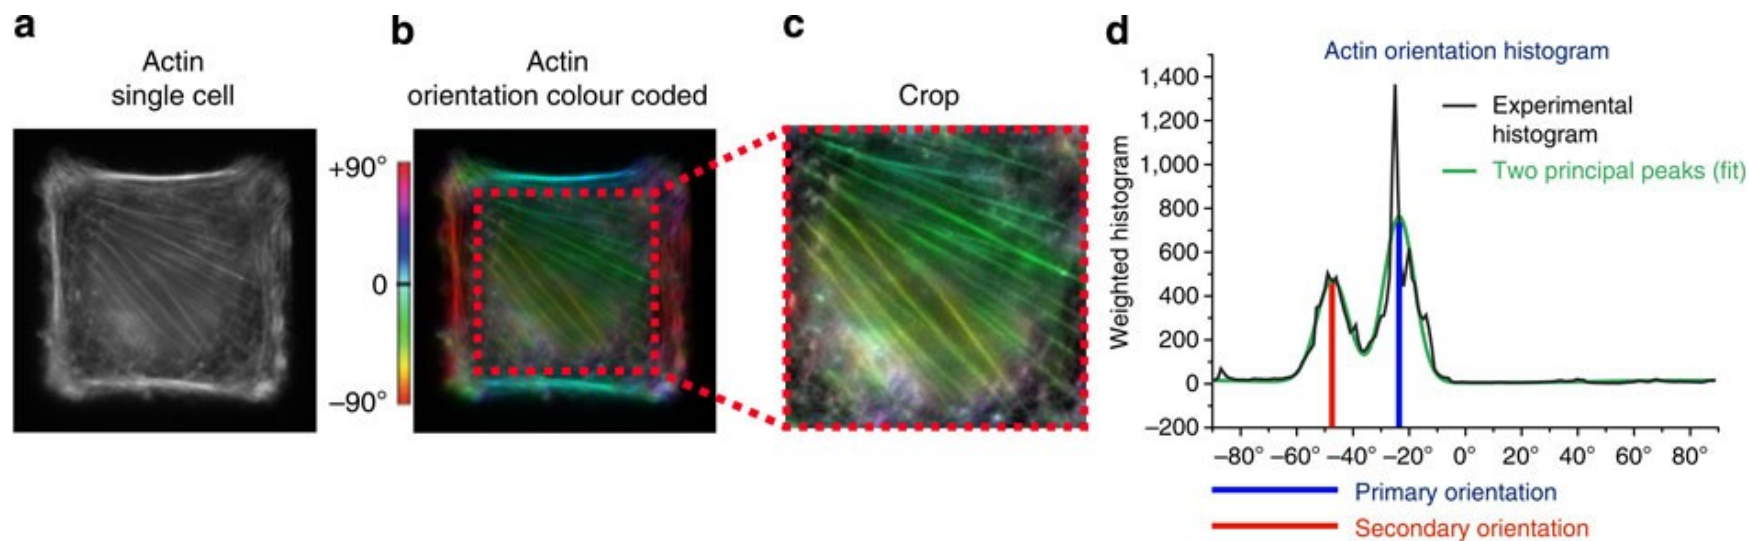 a
Actin
single cell
b
Actin
orientation colour coded
+90°
0
–90°
c
Crop
d
Actin orientation histogram
Weighted histogram
1,400
1,200
1,000
800
600
400
200
0
–200
Experimental
histogram
Two principal peaks (fit)
–80° –60° –40° –20° 0° 20° 40° 60° 80°
Primary orientation
Secondary orientation